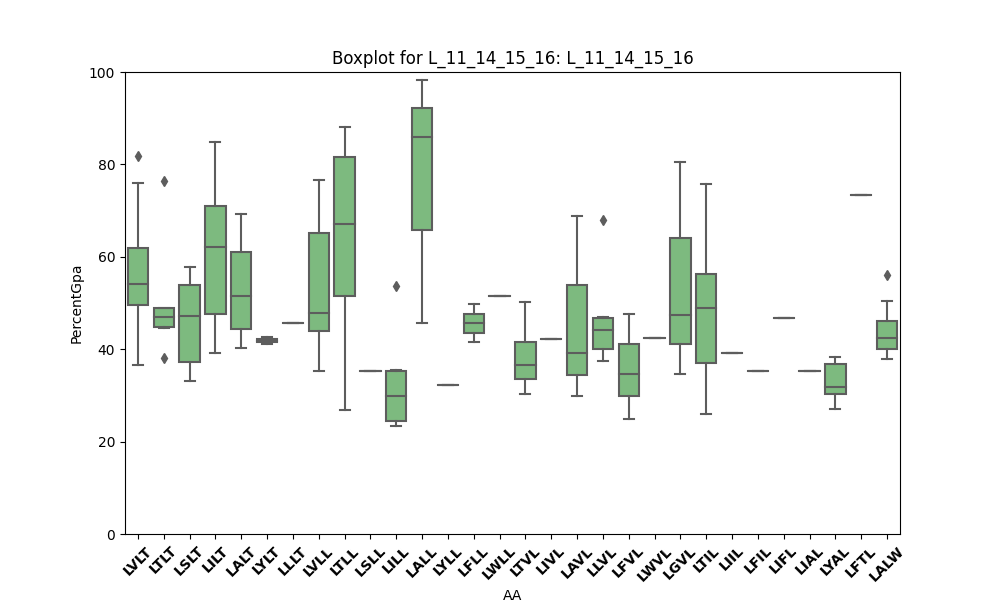 Boxplot for L_11_14_15_16: L_11_14_15_16
PercentGpa
100
80
60
40
20
0
LVLT LTLT LSLT LILT LALT LYLT LLLT LVLL LTLL LSLL LILL LALL LYLL LFLL LWLL LTVL LIVL LAVL LLVL LFVL LWVL LGVL LTIL LIIL LFIL LIFL LIAL LYAL LFTL LALW
AA